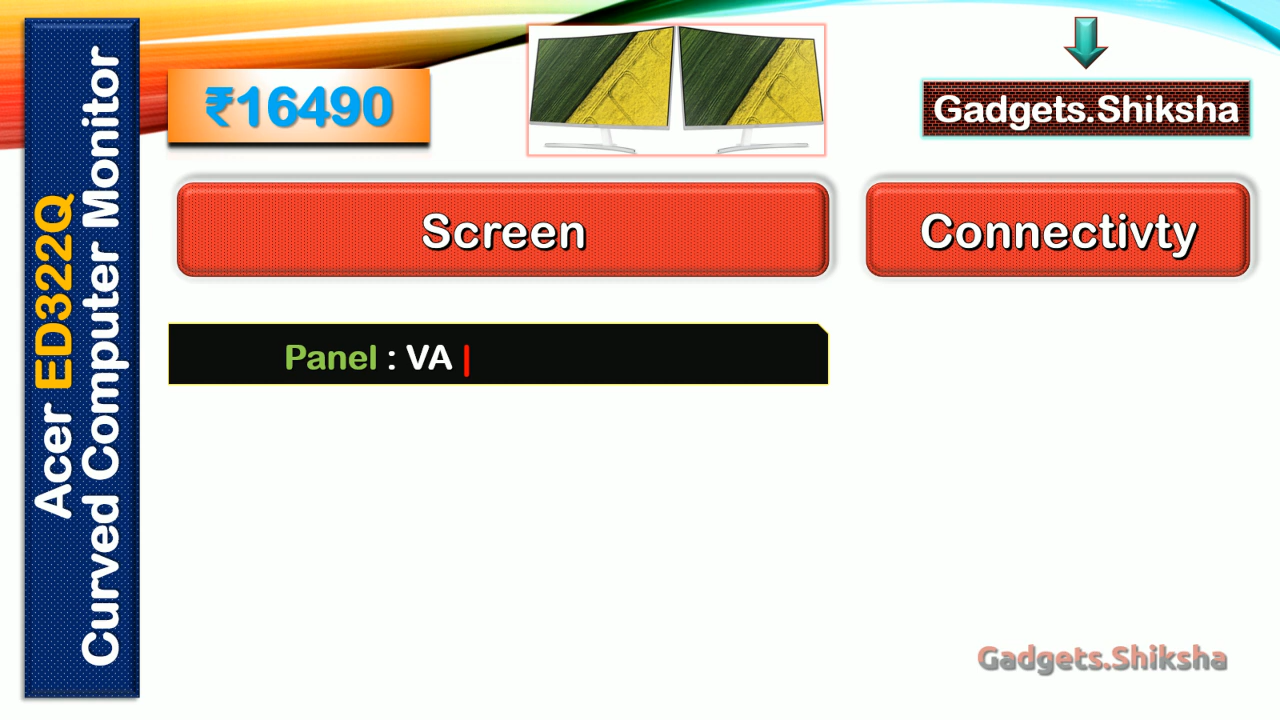 Acer ED322Q
Curved Computer Monitor
₹16490
Gadgets.Shiksha
Screen
Connectivty
Panel : VA |
Gadgets.Shiksha